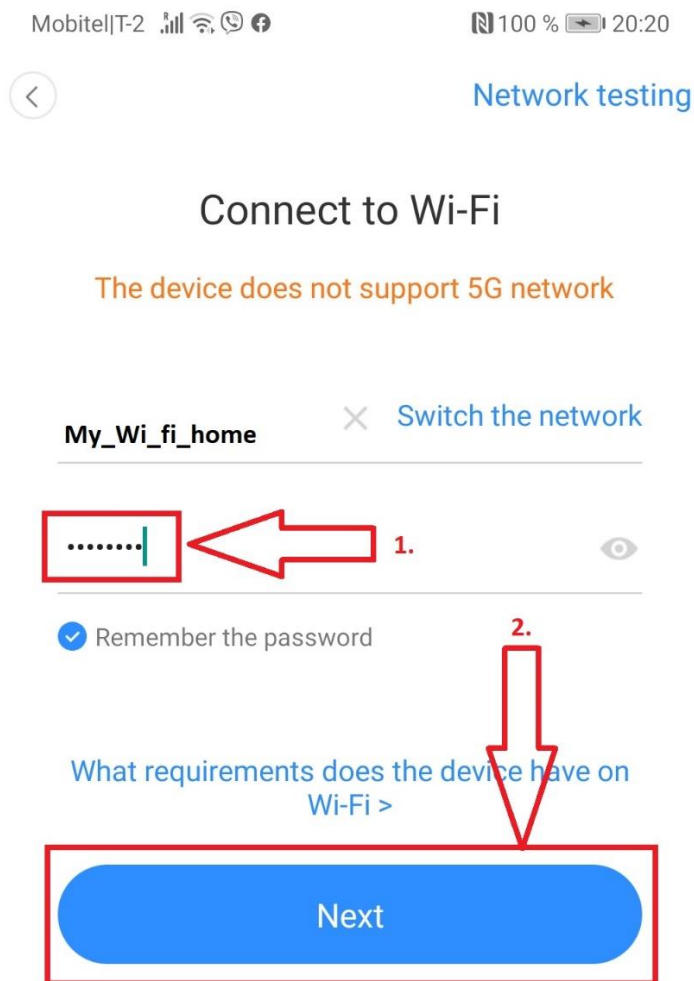 Mobitel|T-2 100 % 20:20
Network testing
Connect to Wi-Fi
The device does not support 5G network
My_Wi_fi_home Switch the network
•••••••• 1.
Remember the password
2.
What requirements does the device have on
Wi-Fi >
Next